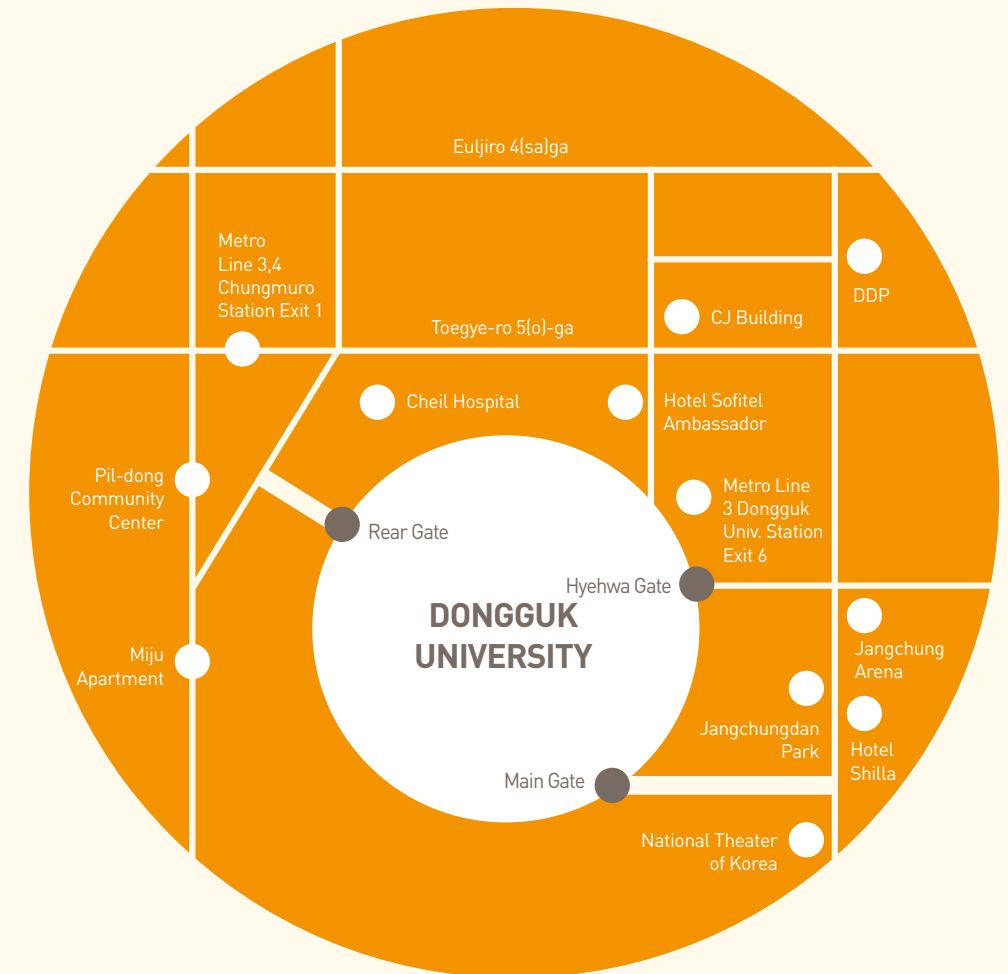 Euljiro 4(sa)ga
Metro
Line 3,4
Chungmuro
Station Exit 1
DDP
CJ Building
Toegye-ro 5(o)-ga
Cheil Hospital
Hotel Sofitel
Ambassador
Pil-dong
Community
Center
Metro Line
3 Dongguk
Univ. Station
Exit 6
Rear Gate
Hyehwa Gate
DONGGUK
UNIVERSITY
Miju
Apartment
Jangchung
Arena
Jangchungdan
Park
Hotel
Shilla
Main Gate
National Theater
of Korea